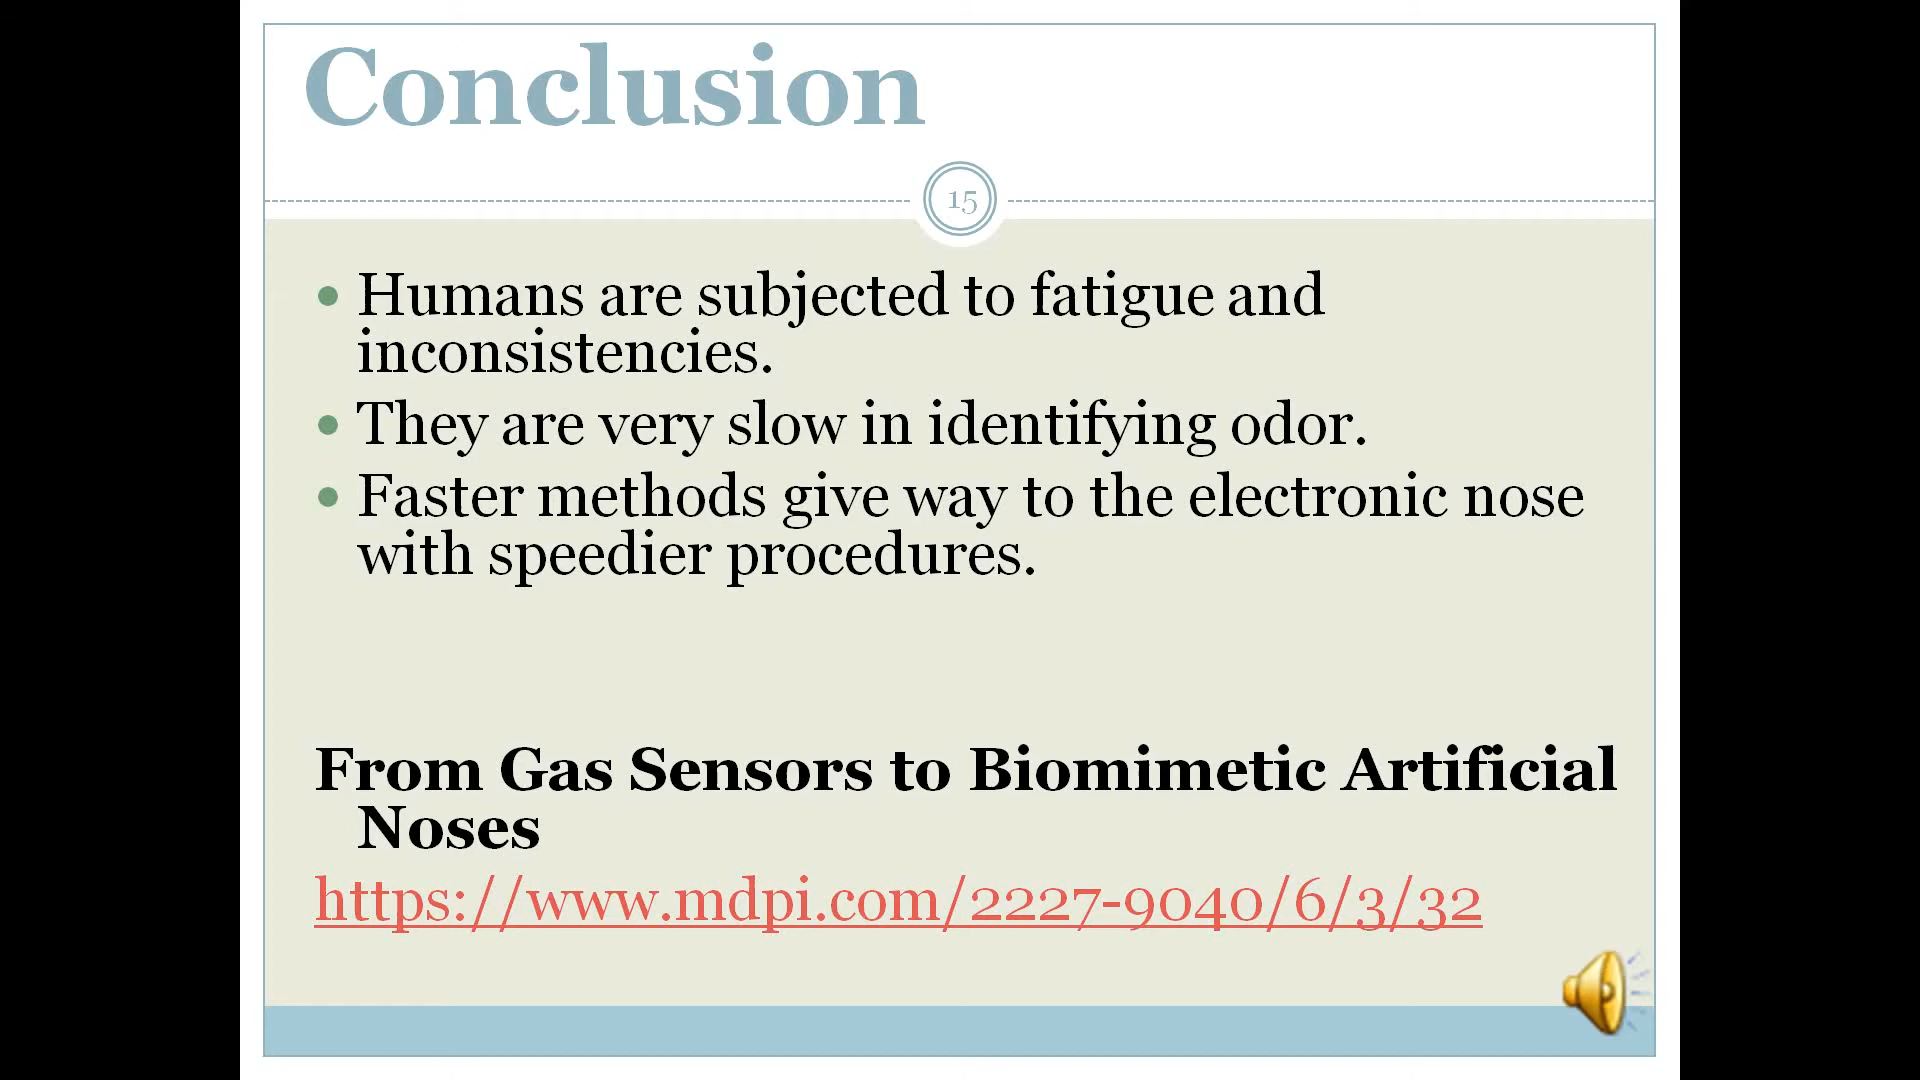 Conclusion
15
• Humans are subjected to fatigue and
inconsistencies.
• They are very slow in identifying odor.
• Faster methods give way to the electronic nose
with speedier procedures.
From Gas Sensors to Biomimetic Artificial
Noses
https://www.mdpi.com/2227-9040/6/3/32